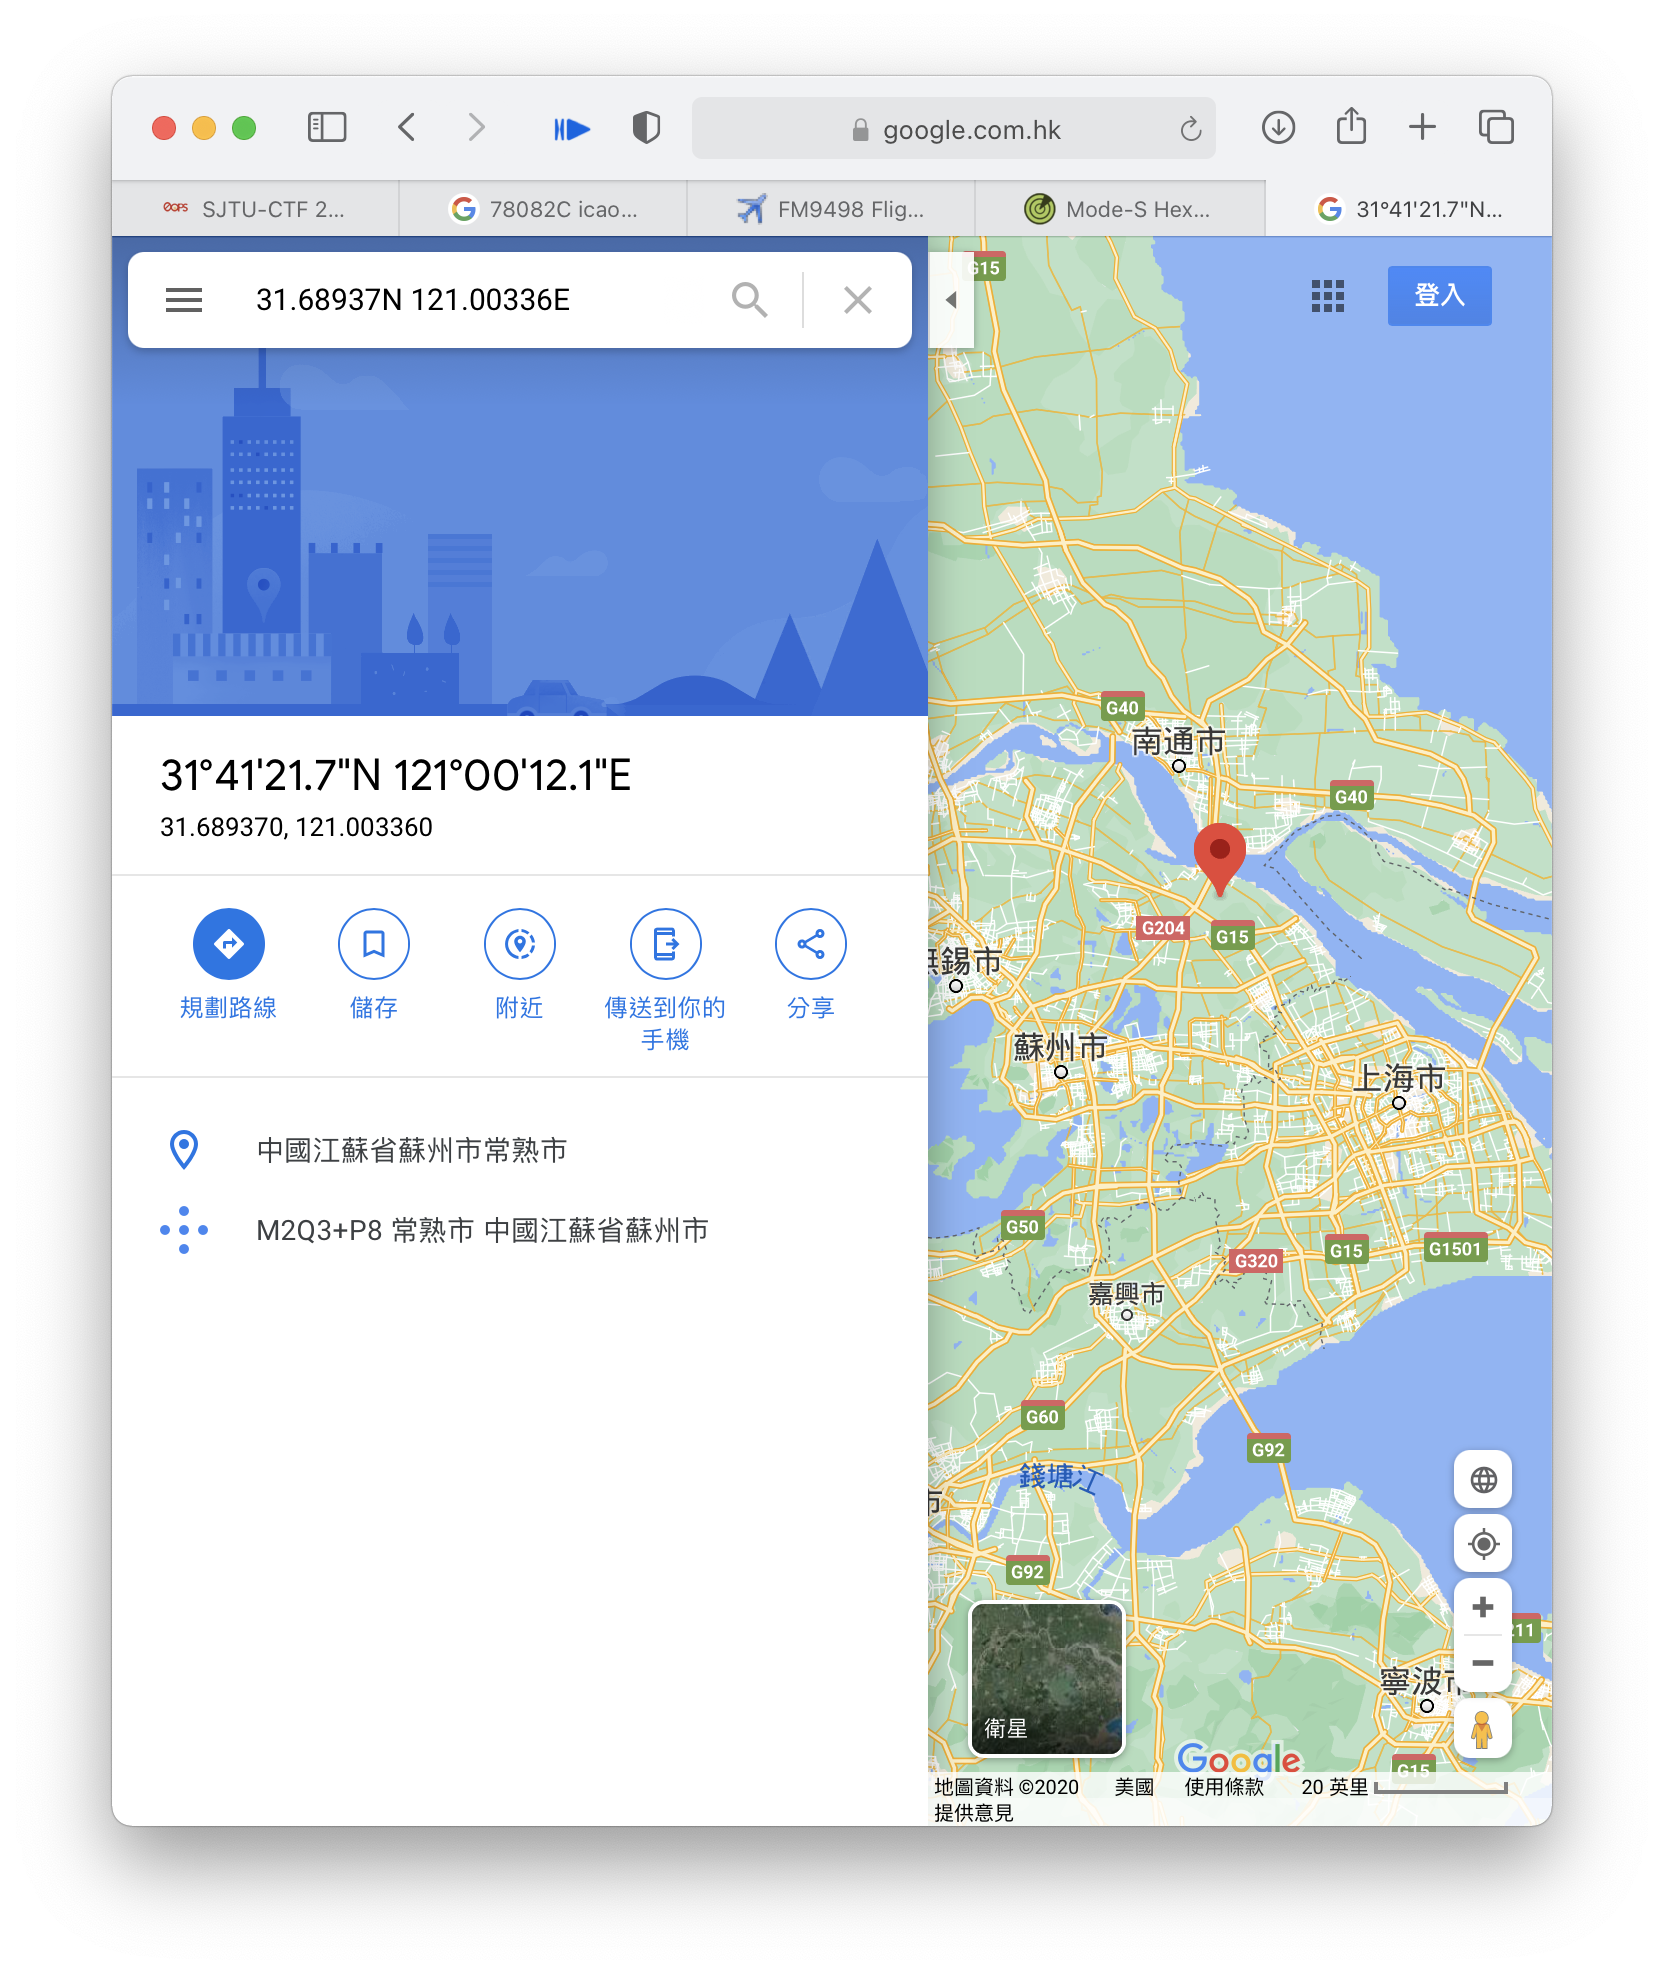 google.com.hk
SJTU-CTF 2...
78082C icao...
FM9498 Flig...
Mode-S Hex...
31°41'21.7"N...
31.68937N 121.00336E
登入
31°41'21.7"N 121°00'12.1"E
31.689370, 121.003360
規劃路線
儲存
附近
傳送到你的
手機
分享
中國江蘇省蘇州市常熟市
M2Q3+P8 常熟市 中國江蘇省蘇州市
G15
G40
南通市
G40
G204
G15
無錫市
蘇州市
上海市
G50
G320
G15
G1501
嘉興市
G60
G92
錢塘江
市
G92
211
寧波市
衛星
Google
G15
地圖資料 ©2020 美國 使用條款 20 英里
提供意見